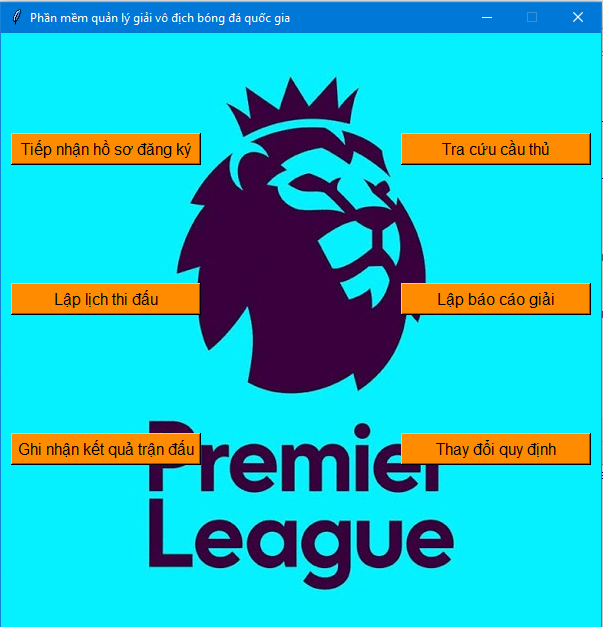 Phần mềm quản lý giải vô địch bóng đá quốc gia
Tiếp nhận hồ sơ đăng ký
Tra cứu cầu thủ
Lập lịch thi đấu
Lập báo cáo giải
Ghi nhận kết quả trận đấu
Thay đổi quy định
Premier
League